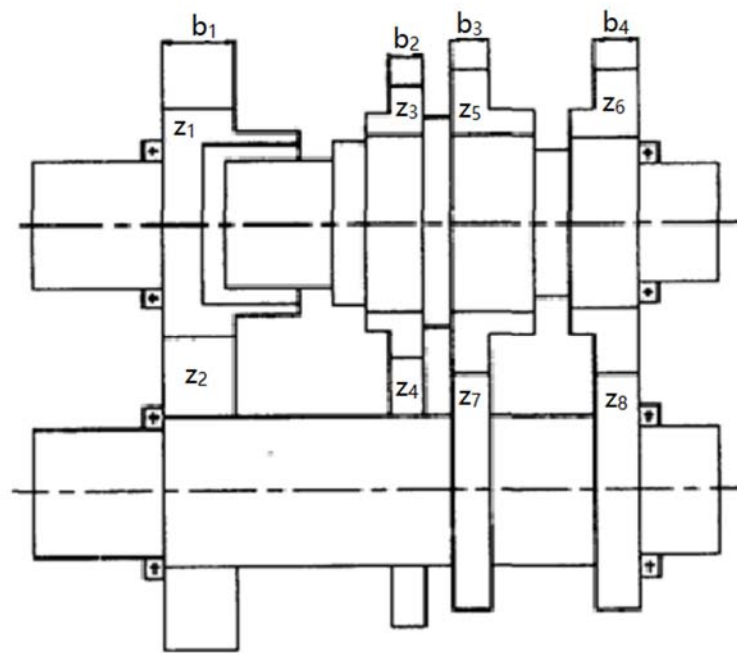 b₁ b₂ b₃ b₄
z₁ z₃ z₅ z₆
z₂ z₄ z₇ z₈